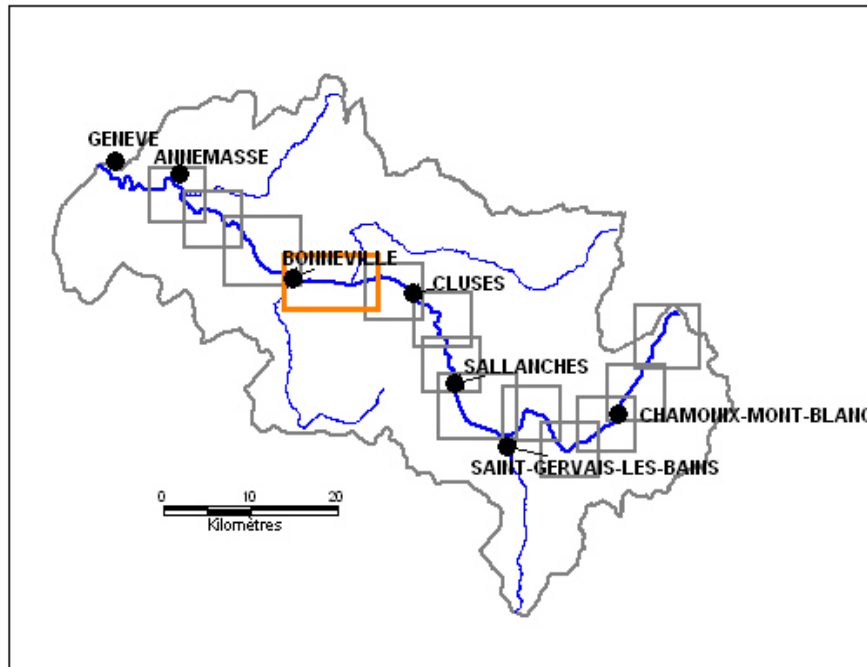 GENEVE
ANNEMASSE
BONNEVILLE
CLUSES
SALLANCHES
CHAMONIX-MONT-BLANC
SAINT-GERVAIS-LES-BAINS
0 10 20
Kilomètres